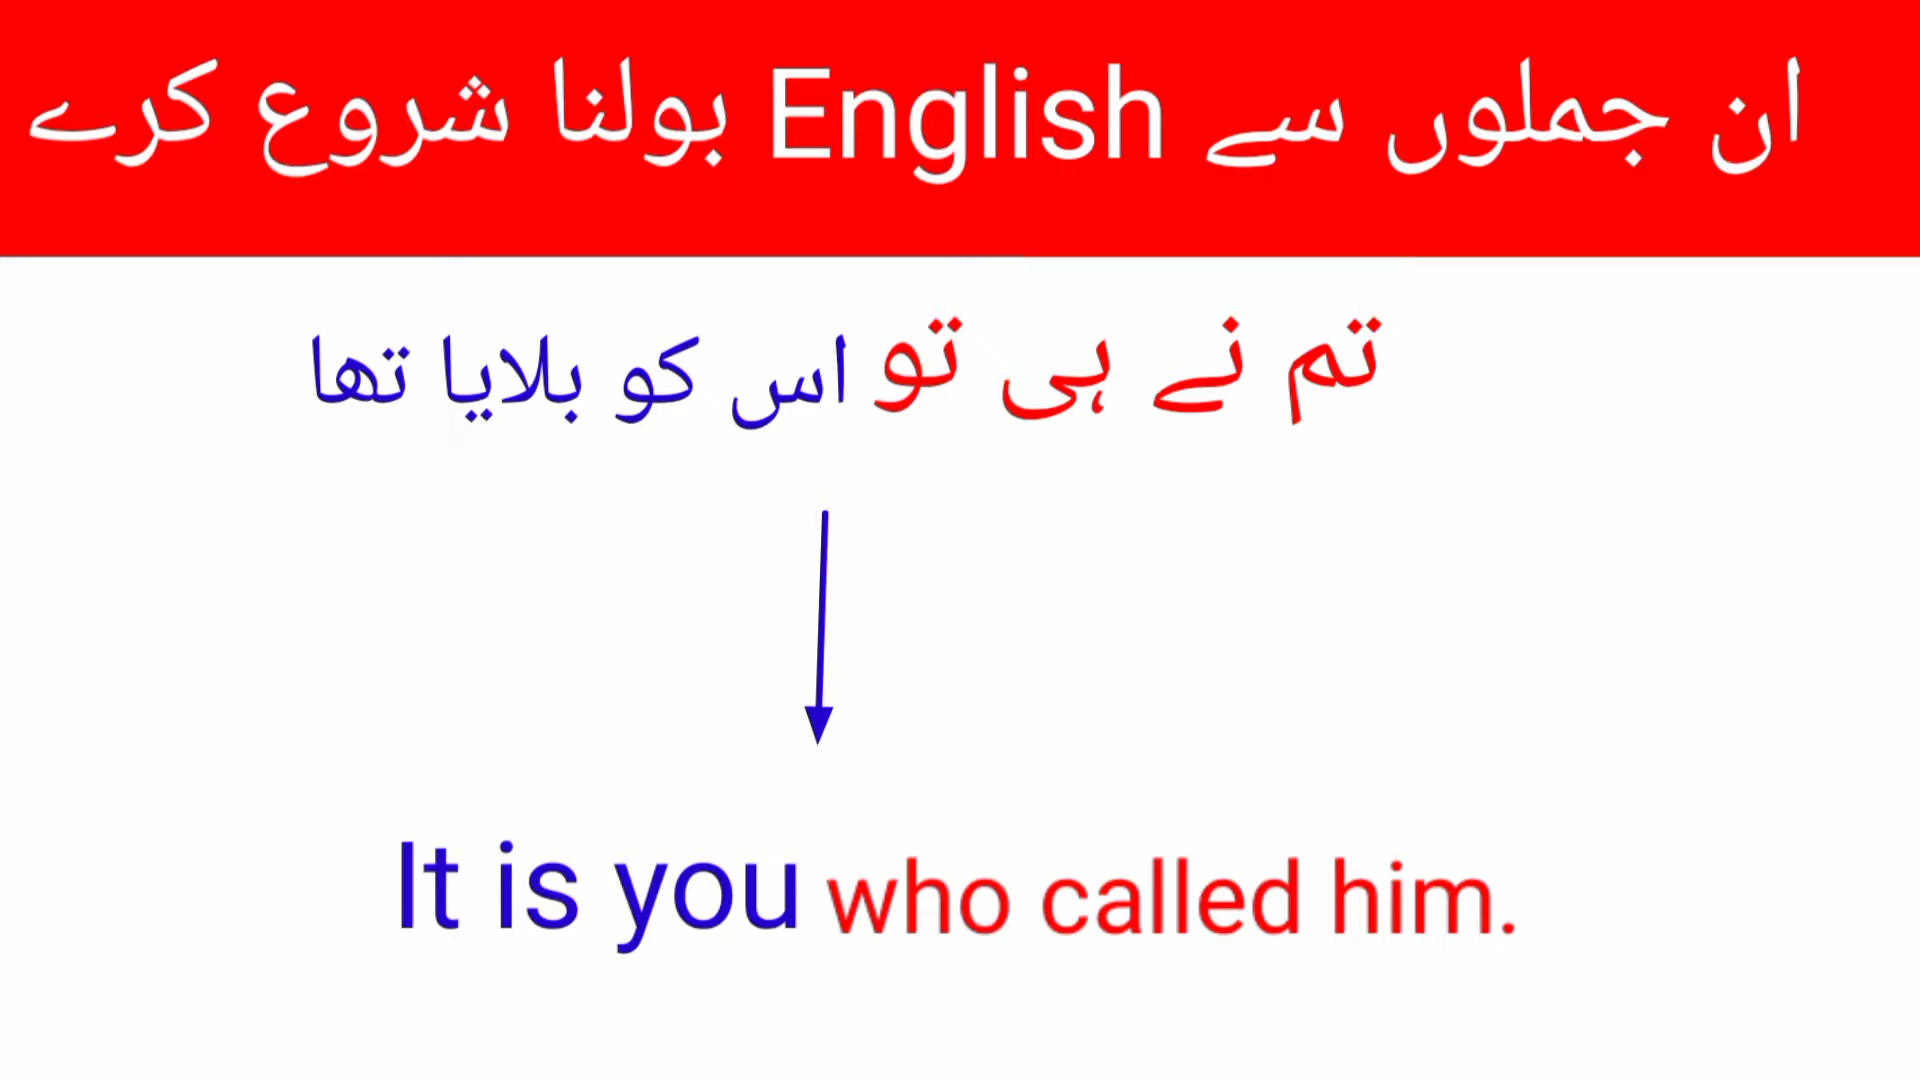 ان جملوں سے English بولنا شروع کرے
تم نے ہی تو اس کو بلایا تھا
It is you who called him.